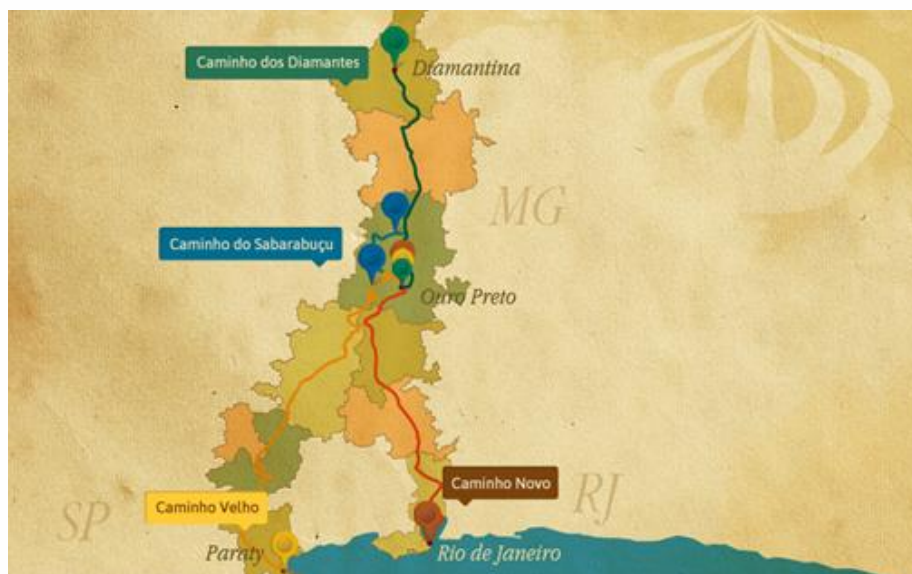 Caminho dos Diamantes
Diamantina
MG
Caminho do Sabarabuçu
Ouro Preto
Caminho Novo
RJ
Caminho Velho
SP
Paraty
Rio de Janeiro